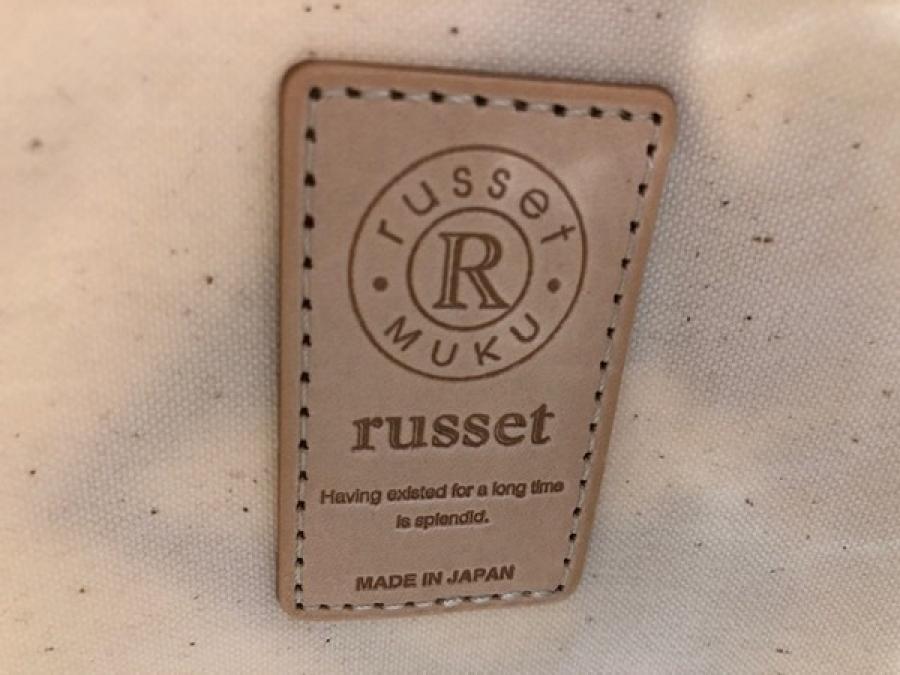 russet
R
MUKU
russet
Having existed for a long time
is splendid.
MADE IN JAPAN